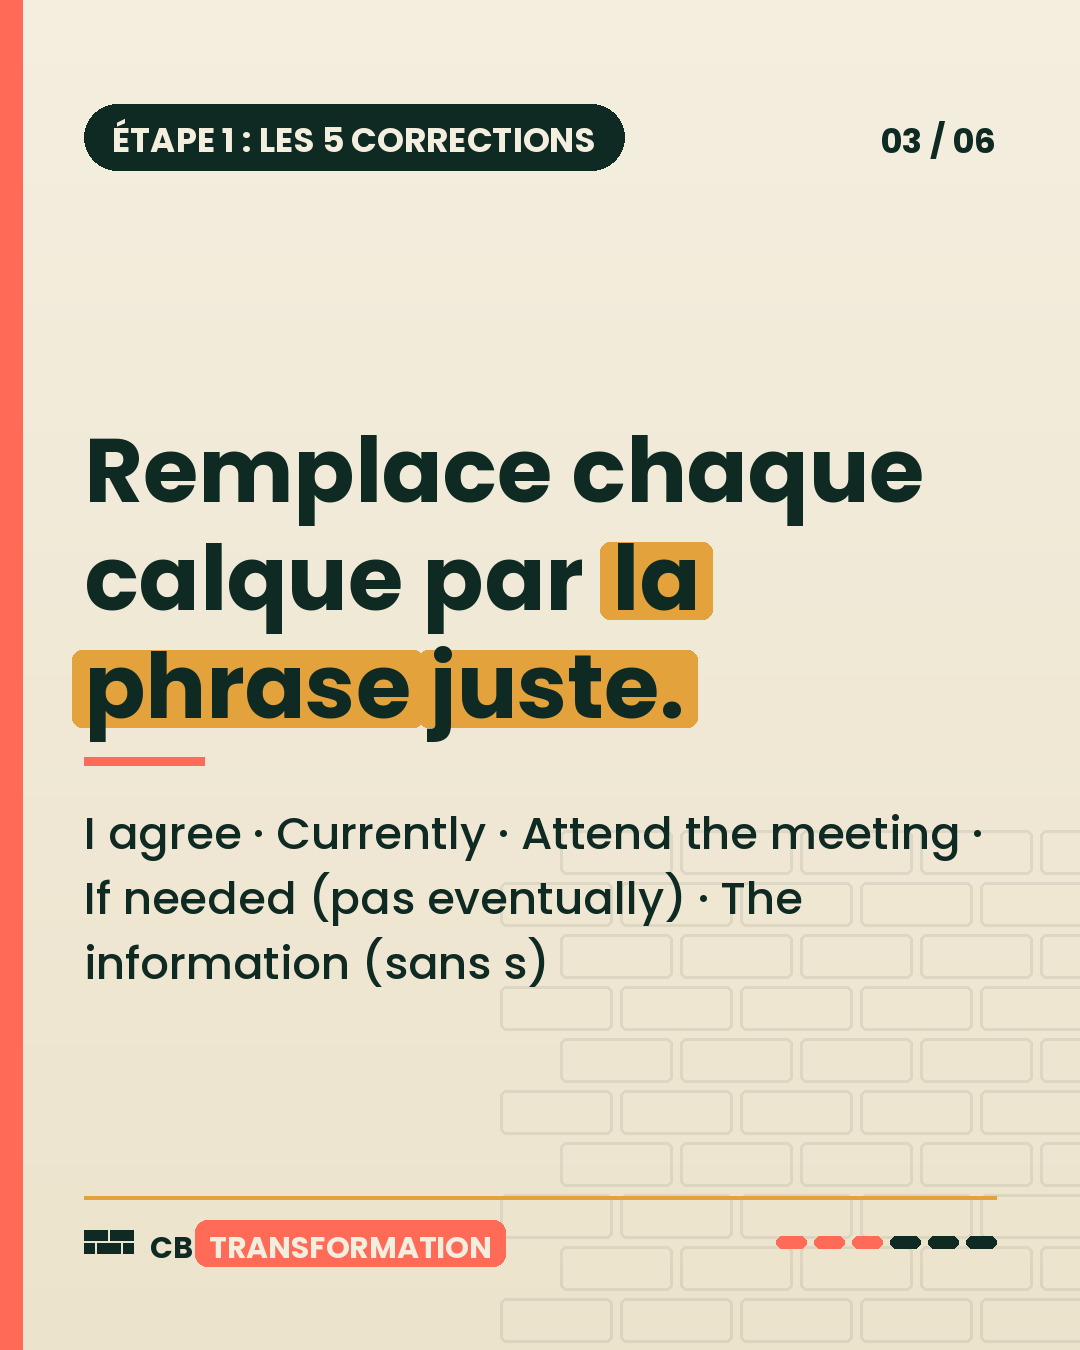 ÉTAPE 1 : LES 5 CORRECTIONS
03 / 06
Remplace chaque
calque par la
phrase juste.
I agree · Currently · Attend the meeting ·
If needed (pas eventually) · The
information (sans s)
CB TRANSFORMATION